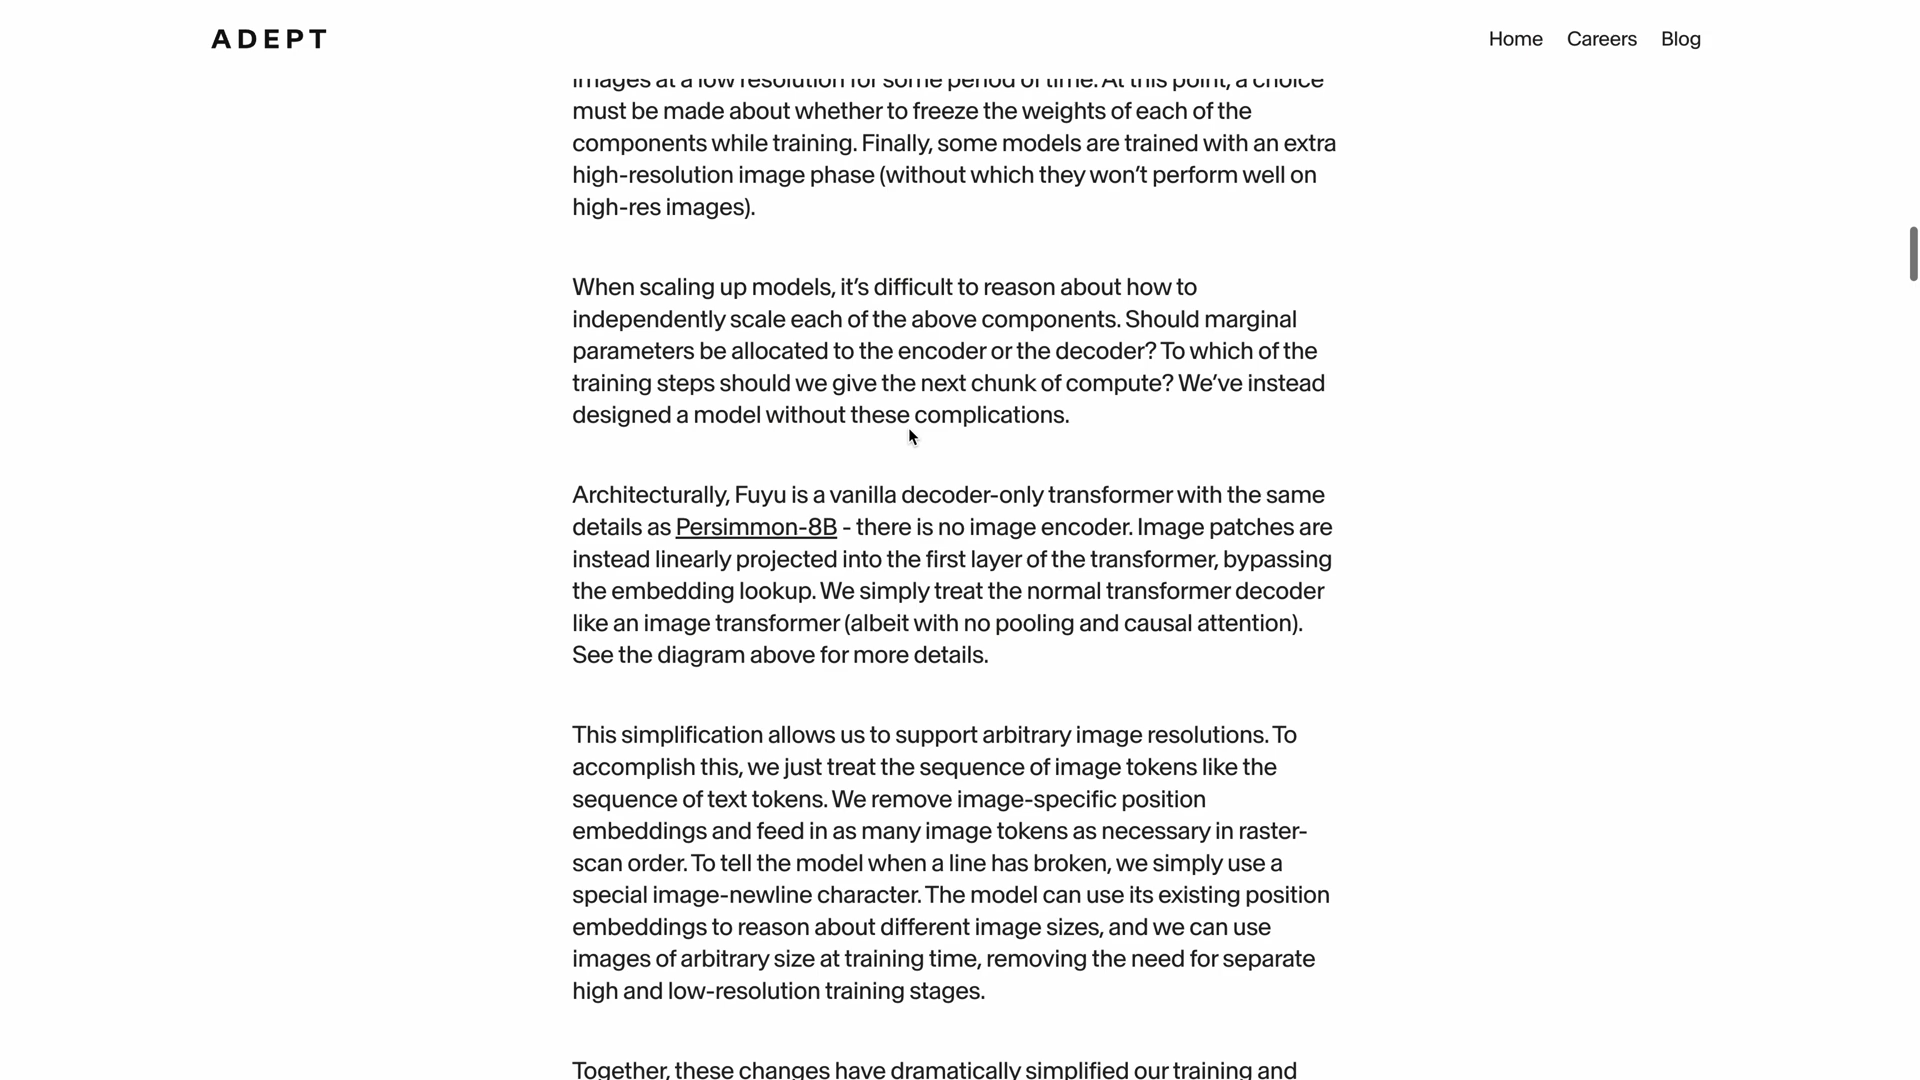 ADEPT
Home Careers Blog
images at a low resolution for some period of time. At this point, a choice
must be made about whether to freeze the weights of each of the
components while training. Finally, some models are trained with an extra
high-resolution image phase (without which they won’t perform well on
high-res images).
When scaling up models, it’s difficult to reason about how to
independently scale each of the above components. Should marginal
parameters be allocated to the encoder or the decoder? To which of the
training steps should we give the next chunk of compute? We’ve instead
designed a model without these complications.
Architecturally, Fuyu is a vanilla decoder-only transformer with the same
details as Persimmon-8B - there is no image encoder. Image patches are
instead linearly projected into the first layer of the transformer, bypassing
the embedding lookup. We simply treat the normal transformer decoder
like an image transformer (albeit with no pooling and causal attention).
See the diagram above for more details.
This simplification allows us to support arbitrary image resolutions. To
accomplish this, we just treat the sequence of image tokens like the
sequence of text tokens. We remove image-specific position
embeddings and feed in as many image tokens as necessary in raster-
scan order. To tell the model when a line has broken, we simply use a
special image-newline character. The model can use its existing position
embeddings to reason about different image sizes, and we can use
images of arbitrary size at training time, removing the need for separate
high and low-resolution training stages.
Together, these changes have dramatically simplified our training and